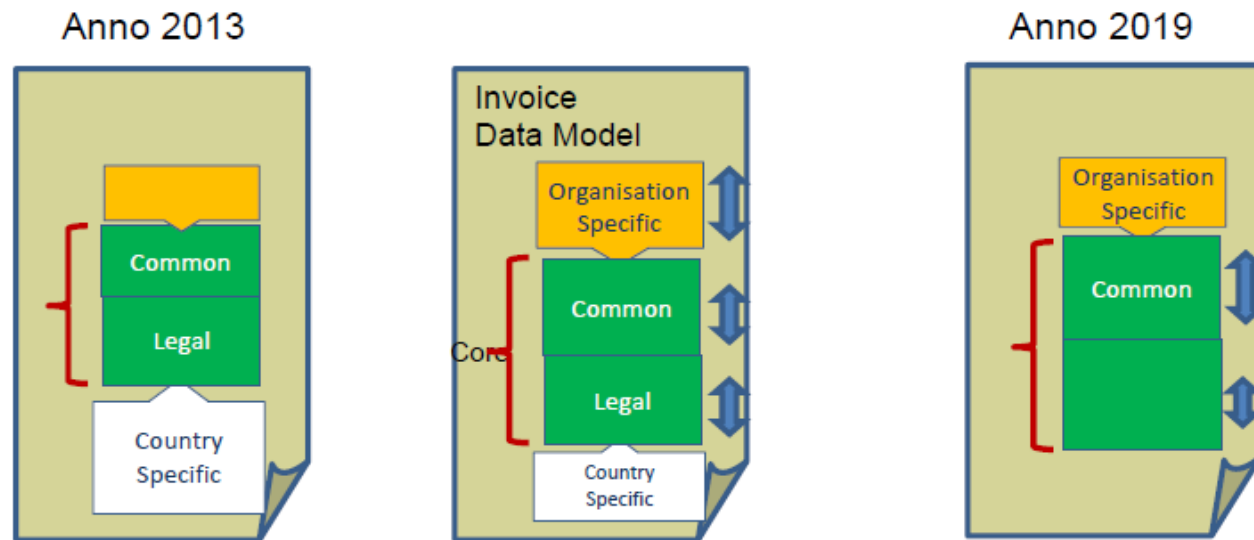 Anno 2013
Common
Legal
Country
Specific
Invoice
Data Model
Organisation
Specific
Common
Core
Legal
Country
Specific
Anno 2019
Organisation
Specific
Common